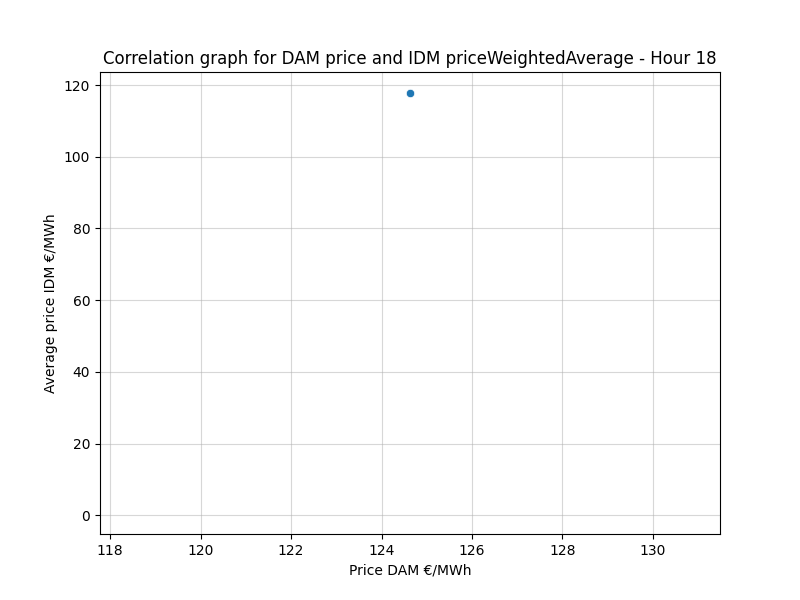 Correlation graph for DAM price and IDM priceWeightedAverage - Hour 18
120
100
80
60
40
20
0
Average price IDM €/MWh
118 120 122 124 126 128 130
Price DAM €/MWh